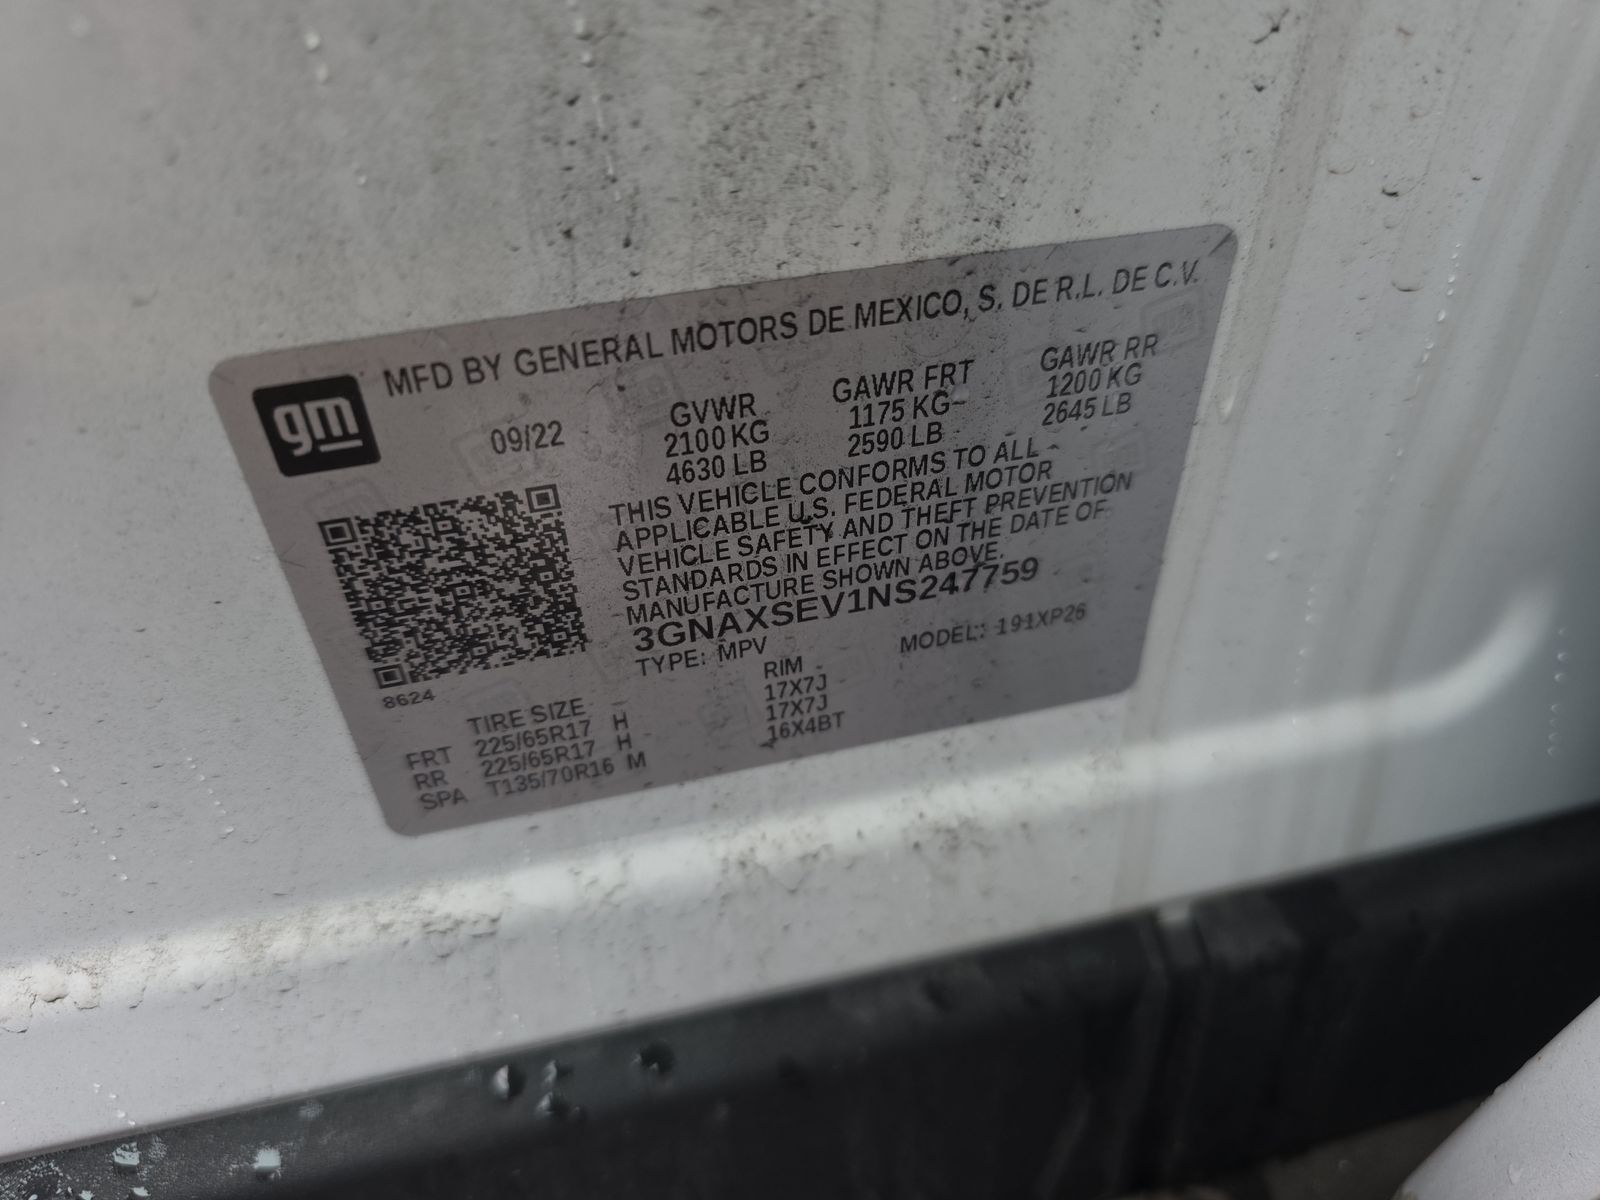 MFD BY GENERAL MOTORS DE MEXICO, S. DE R.L. DE C.V.
gm
09/22
GVWR GAWR FRT GAWR RR
2100 KG 1175 KG 1200 KG
4630 LB 2590 LB 2645 LB
THIS VEHICLE CONFORMS TO ALL
APPLICABLE U.S. FEDERAL MOTOR
VEHICLE SAFETY AND THEFT PREVENTION
STANDARDS IN EFFECT ON THE DATE OF
MANUFACTURE SHOWN ABOVE.
3GNAXSEV1NS247759
TYPE: MPV MODEL: 191XP26
8624
TIRE SIZE RIM
FRT 225/65R17 H 17X7J
RR 225/65R17 H 17X7J
SPA T135/70R16 M 16X4BT